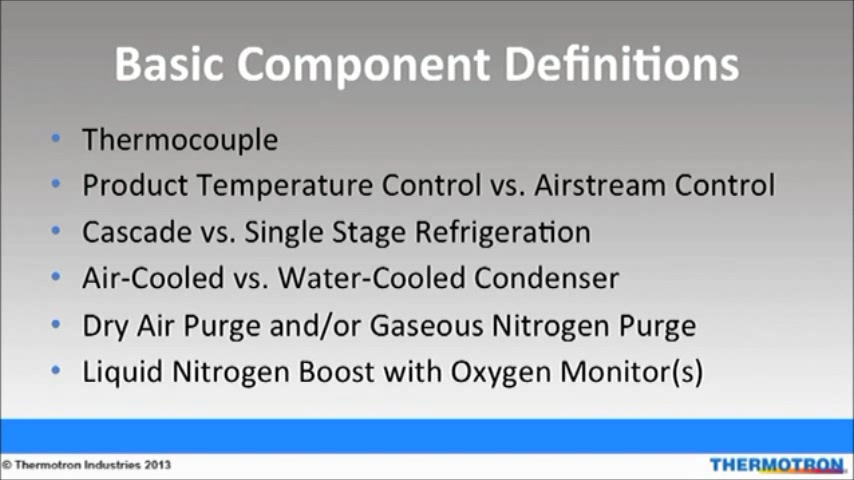 Basic Component Definitions
• Thermocouple
• Product Temperature Control vs. Airstream Control
• Cascade vs. Single Stage Refrigeration
• Air-Cooled vs. Water-Cooled Condenser
• Dry Air Purge and/or Gaseous Nitrogen Purge
• Liquid Nitrogen Boost with Oxygen Monitor(s)
© Thermotron Industries 2013
THERMOTRON